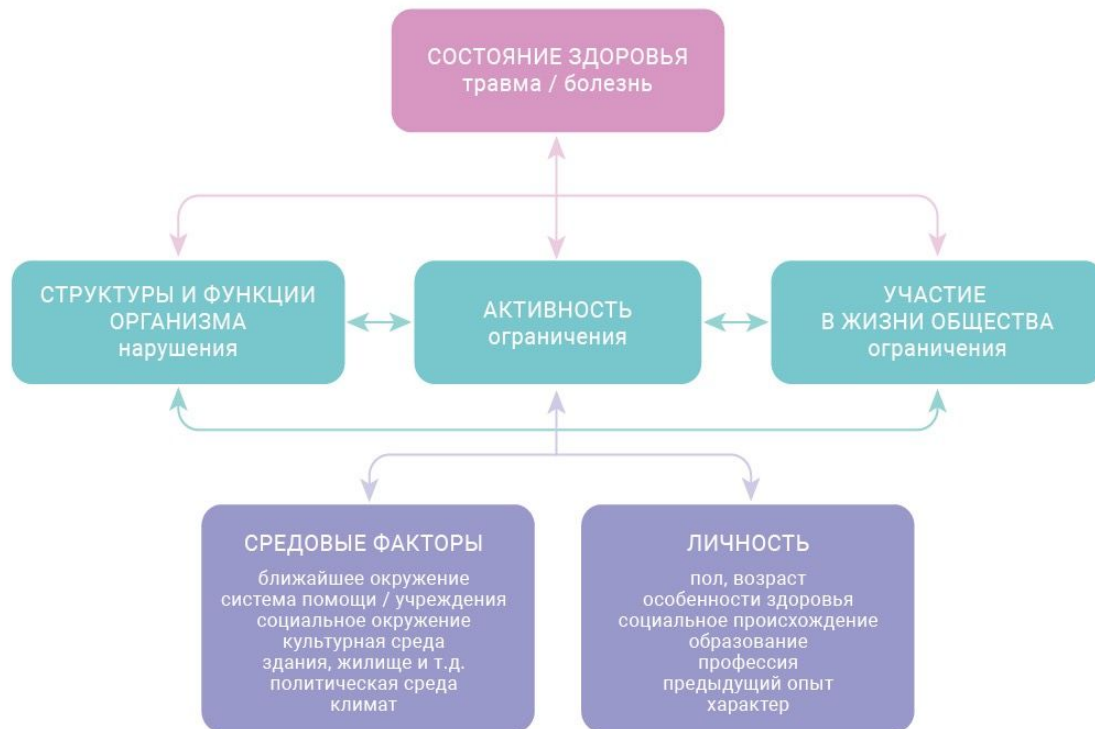 СОСТОЯНИЕ ЗДОРОВЬЯ
травма / болезнь
СТРУКТУРЫ И ФУНКЦИИ
ОРГАНИЗМА
нарушения
АКТИВНОСТЬ
ограничения
УЧАСТИЕ
В ЖИЗНИ ОБЩЕСТВА
ограничения
СРЕДОВЫЕ ФАКТОРЫ
ближайшее окружение
система помощи / учреждения
социальное окружение
культурная среда
здания, жилище и т.д.
политическая среда
климат
ЛИЧНОСТЬ
пол, возраст
особенности здоровья
социальное происхождение
образование
профессия
предыдущий опыт
характер